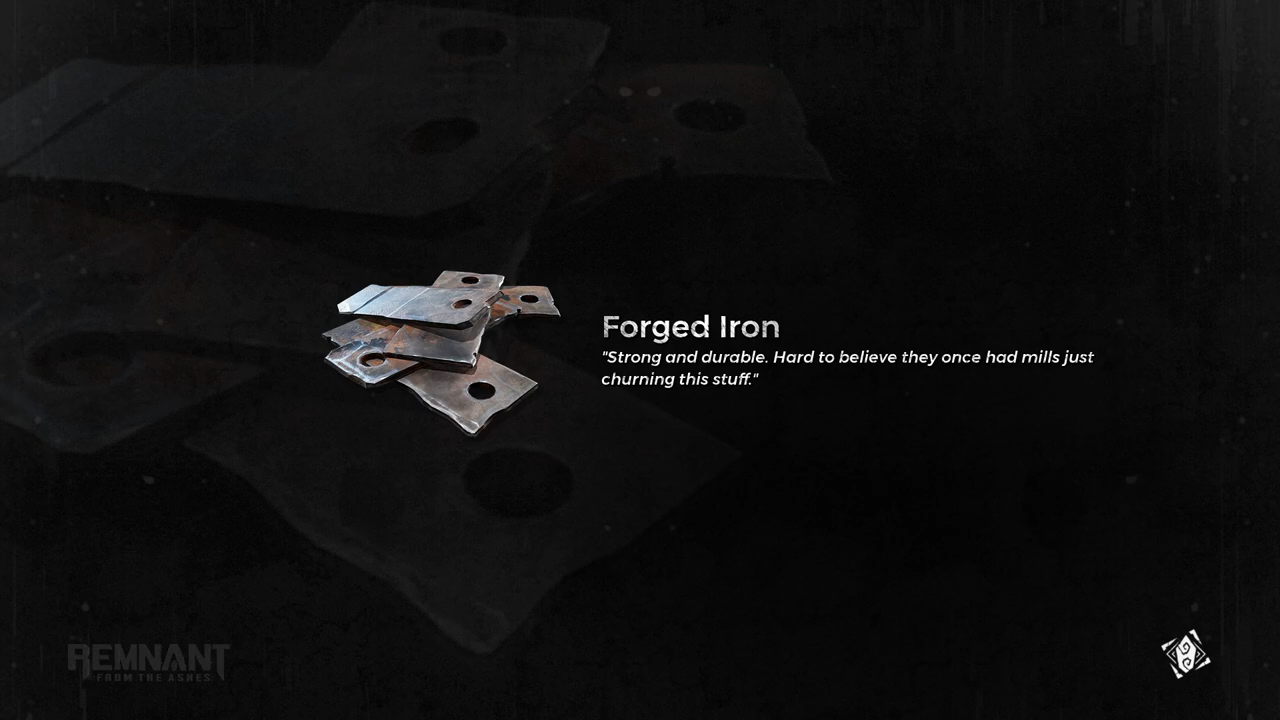 Forged Iron
"Strong and durable. Hard to believe they once had mills just
churning this stuff."
REMNANT
FROM THE ASHES